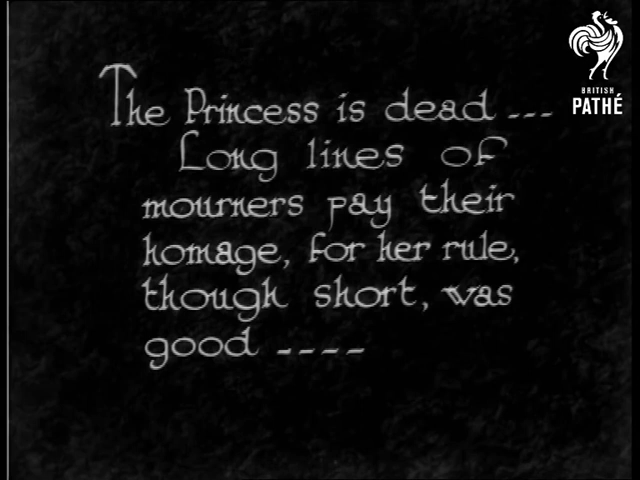 The Princess is dead ---
Long lines of
mourners pay their
homage, for her rule,
though short, was
good ----
BRITISH
PATHÉ